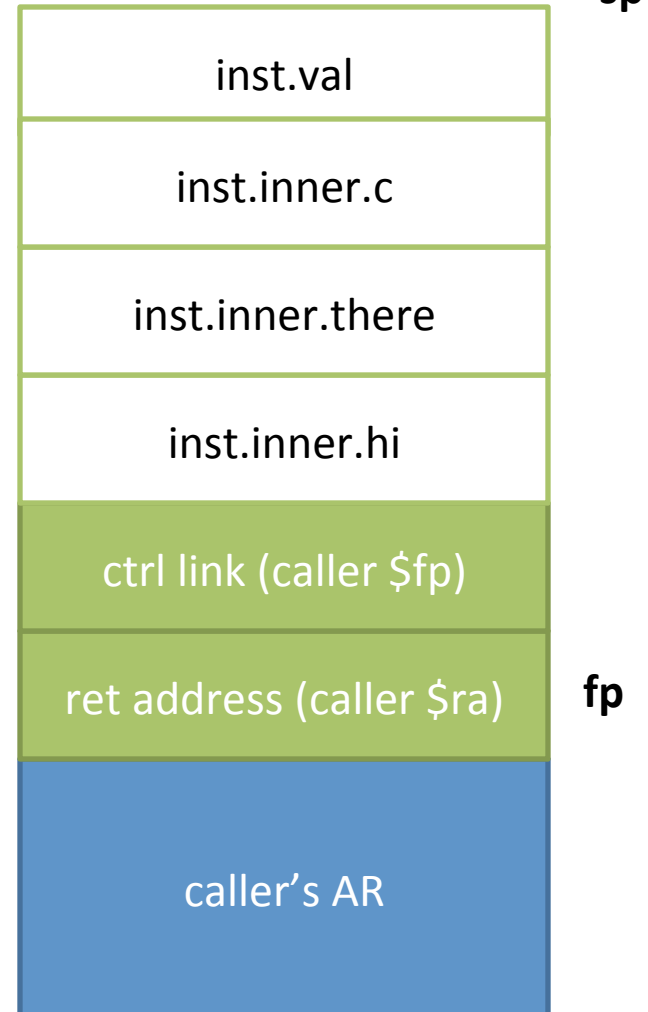 sp
inst.val
inst.inner.c
inst.inner.there
inst.inner.hi
ctrl link (caller $fp)
ret address (caller $ra)
fp
caller’s AR